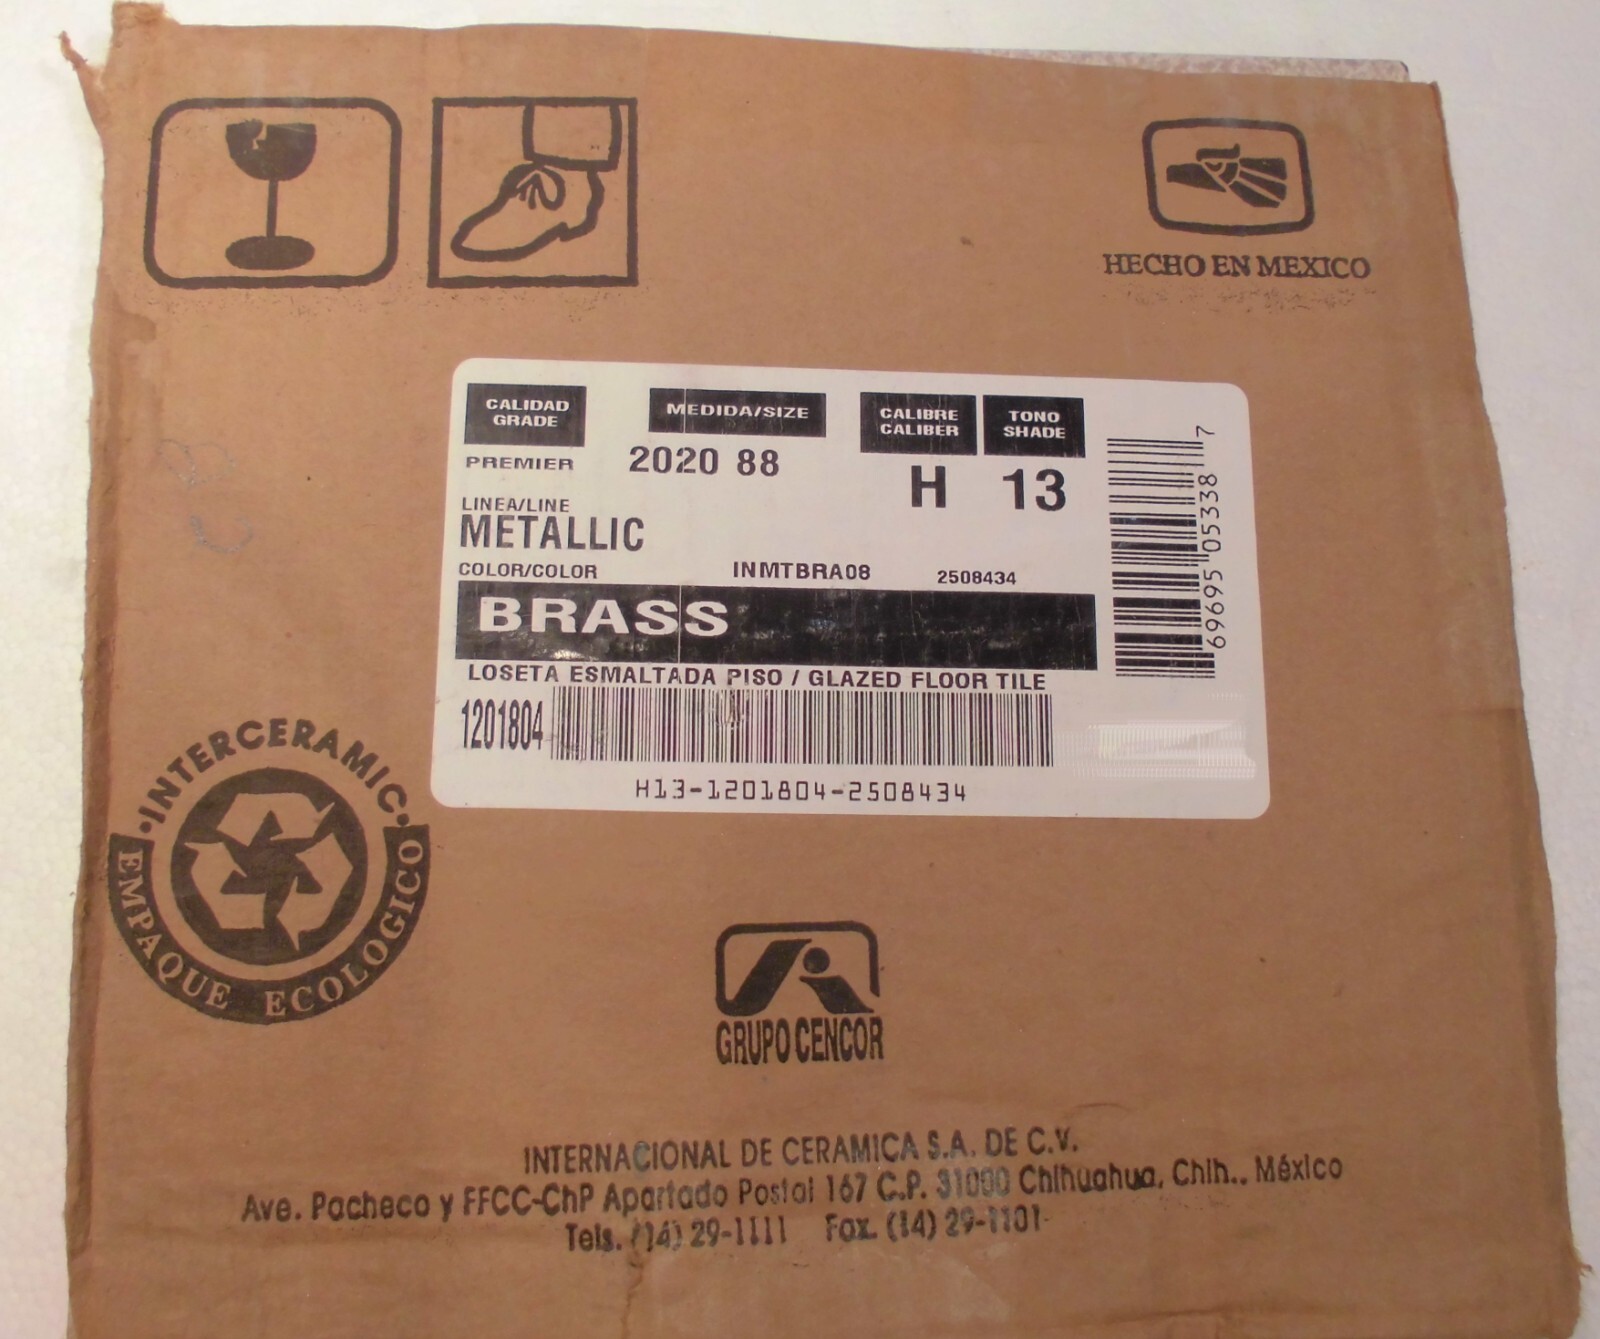 HECHO EN MEXICO
CALIDAD
GRADE
MEDIDA/SIZE
CALIBRE
CALIBER
TONO
SHADE
PREMIER
2020 88
H
13
LINEA/LINE
METALLIC
COLOR/COLOR
INMTBRA08
2508434
BRASS
LOSETA ESMALTADA PISO / GLAZED FLOOR TILE
1201804
H13-1201804-2508434
69695 05338 7
INTERCERAMIC
EMPAQUE ECOLOGICO
GRUPO CENCOR
INTERNACIONAL DE CERAMICA S.A. DE C.V.
Ave. Pacheco y FFCC-ChP Apartado Postal 167 C.P. 31000 Chihuahua, Chih., México
Tels. (14) 29-1111 Fax. (14) 29-1101